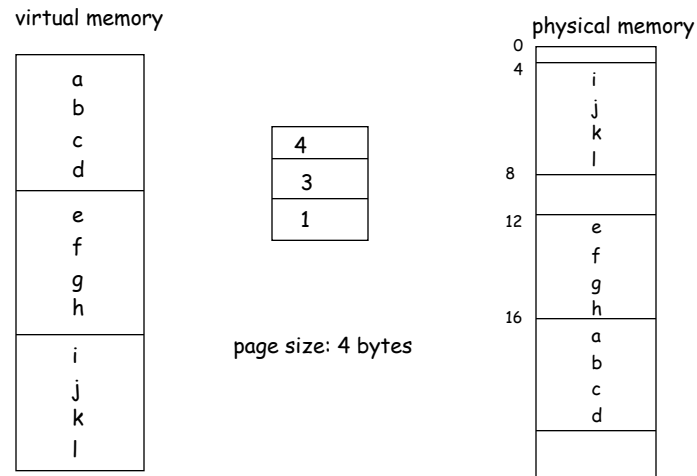 virtual memory
a
b
c
d
e
f
g
h
i
j
k
l
4
3
1
page size: 4 bytes
physical memory
0
4
i
j
k
l
8
12
e
f
g
h
16
a
b
c
d